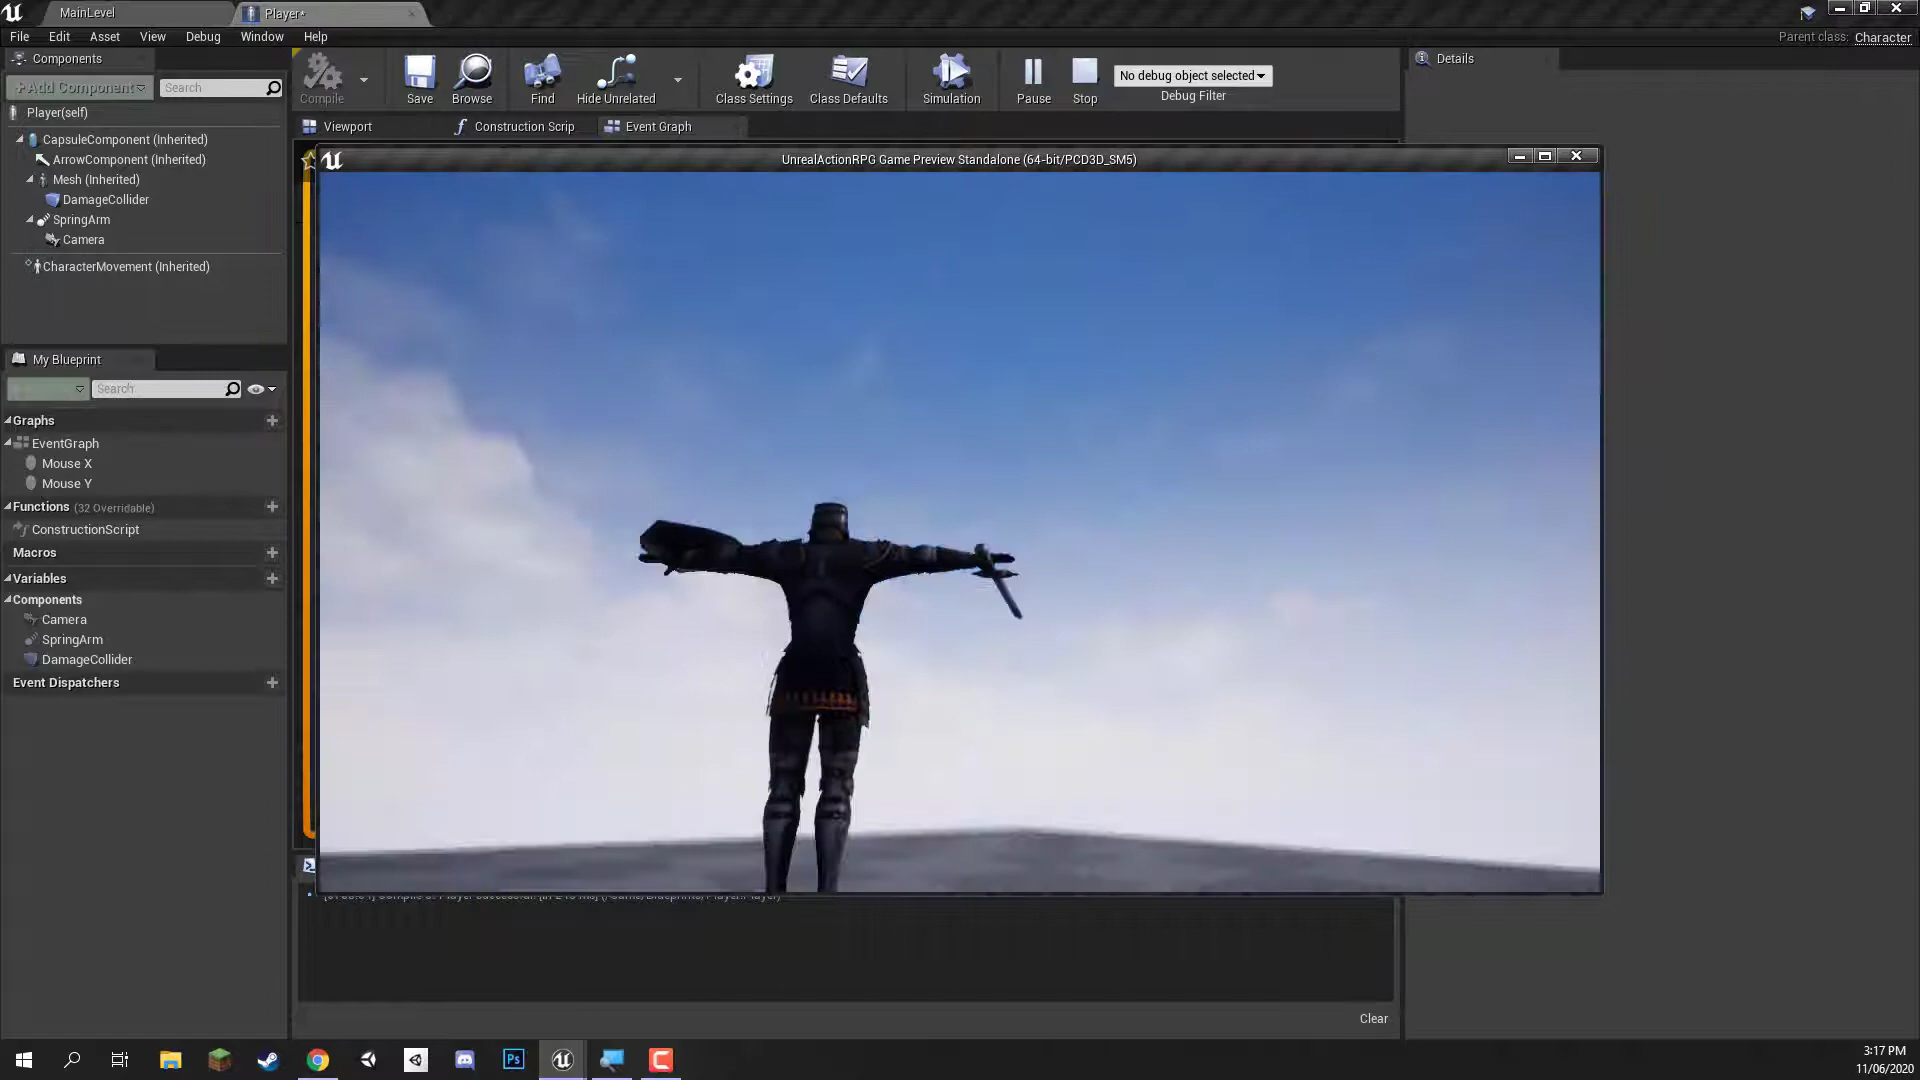 MainLevel
Player*
File Edit Asset View Debug Window Help
Parent class: Character
Components
+Add Component
Search
Player(self)
CapsuleComponent (Inherited)
ArrowComponent (Inherited)
Mesh (Inherited)
DamageCollider
SpringArm
Camera
CharacterMovement (Inherited)
My Blueprint
Search
Graphs
EventGraph
Mouse X
Mouse Y
Functions (32 Overridable)
ConstructionScript
Macros
Variables
Components
Camera
SpringArm
DamageCollider
Event Dispatchers
Compile
Save
Browse
Find
Hide Unrelated
Class Settings
Class Defaults
Simulation
Pause
Stop
No debug object selected
Debug Filter
Details
Viewport
Construction Scrip
Event Graph
UnrealActionRPG Game Preview Standalone (64-bit/PCD3D_SM5)
Clear
Ps
3:17 PM
11/06/2020